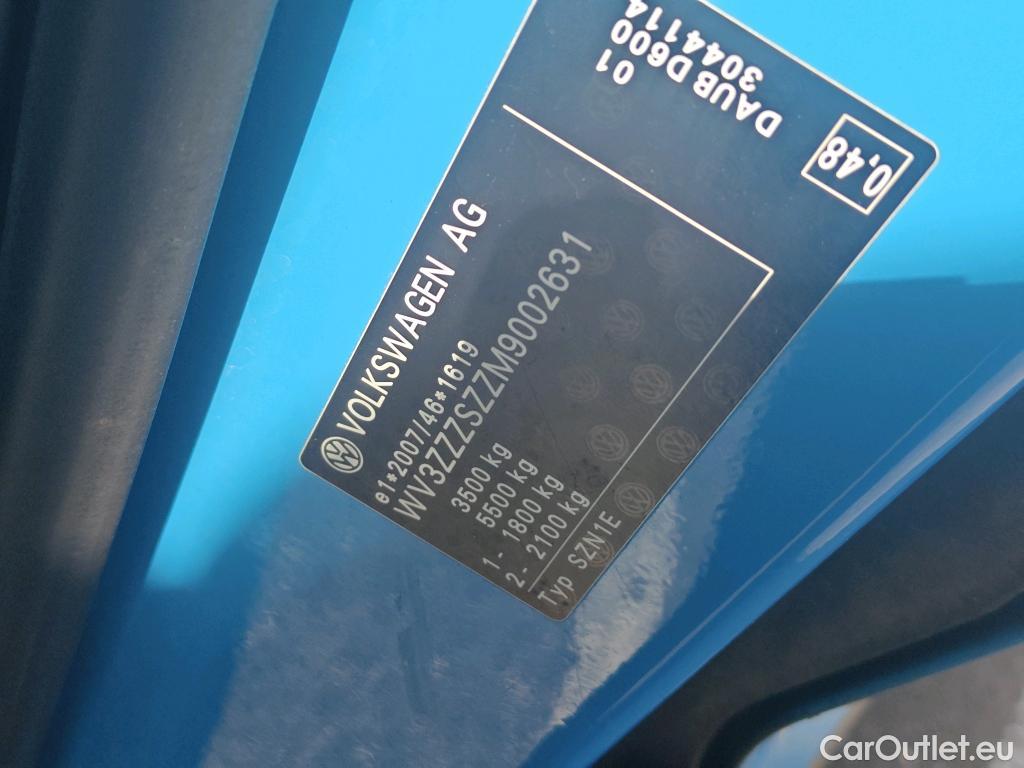 VOLKSWAGEN AG
e1*2007/46*1619
WV3ZZZSZZM9002631
3500 kg
5500 kg
1 - 1800 kg
2 - 2100 kg
Typ SZN1E
01
DAUB D600
3044114
0,48
CarOutlet.eu